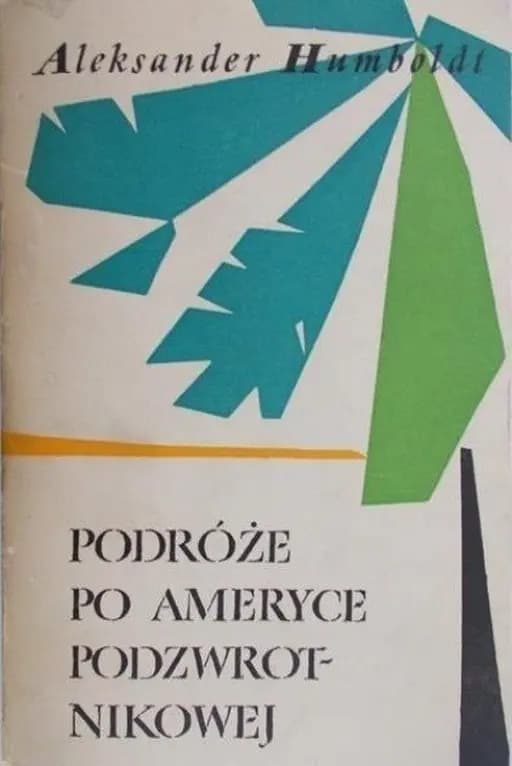 Aleksander Humboldt
PODRÓŻE
PO AMERYCE
PODZWROT-
NIKOWEJ